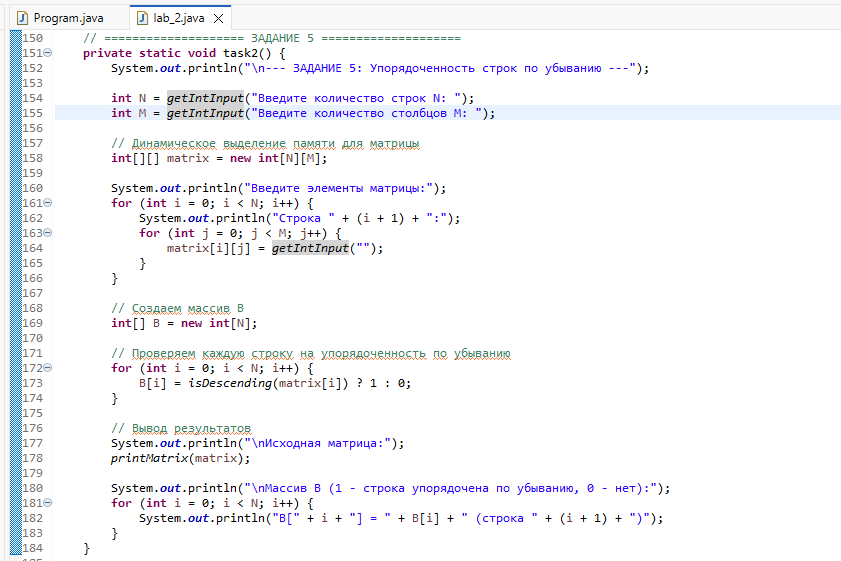 Program.java lab_2.java
150 // ==================== ЗАДАНИЕ 5 ====================
151 private static void task2() {
152 System.out.println("\n--- ЗАДАНИЕ 5: Упорядоченность строк по убыванию ---");
153
154 int N = getIntInput("Введите количество строк N: ");
155 int M = getIntInput("Введите количество столбцов M: ");
156
157 // Динамическое выделение памяти для матрицы
158 int[][] matrix = new int[N][M];
159
160 System.out.println("Введите элементы матрицы:");
161 for (int i = 0; i < N; i++) {
162 System.out.println("Строка " + (i + 1) + ":");
163 for (int j = 0; j < M; j++) {
164 matrix[i][j] = getIntInput("");
165 }
166 }
167
168 // Создаем массив B
169 int[] B = new int[N];
170
171 // Проверяем каждую строку на упорядоченность по убыванию
172 for (int i = 0; i < N; i++) {
173 B[i] = isDescending(matrix[i]) ? 1 : 0;
174 }
175
176 // Вывод результатов
177 System.out.println("\nИсходная матрица:");
178 printMatrix(matrix);
179
180 System.out.println("\nМассив B (1 - строка упорядочена по убыванию, 0 - нет):");
181 for (int i = 0; i < N; i++) {
182 System.out.println("B[" + i + "] = " + B[i] + " (строка " + (i + 1) + ")");
183 }
184 }